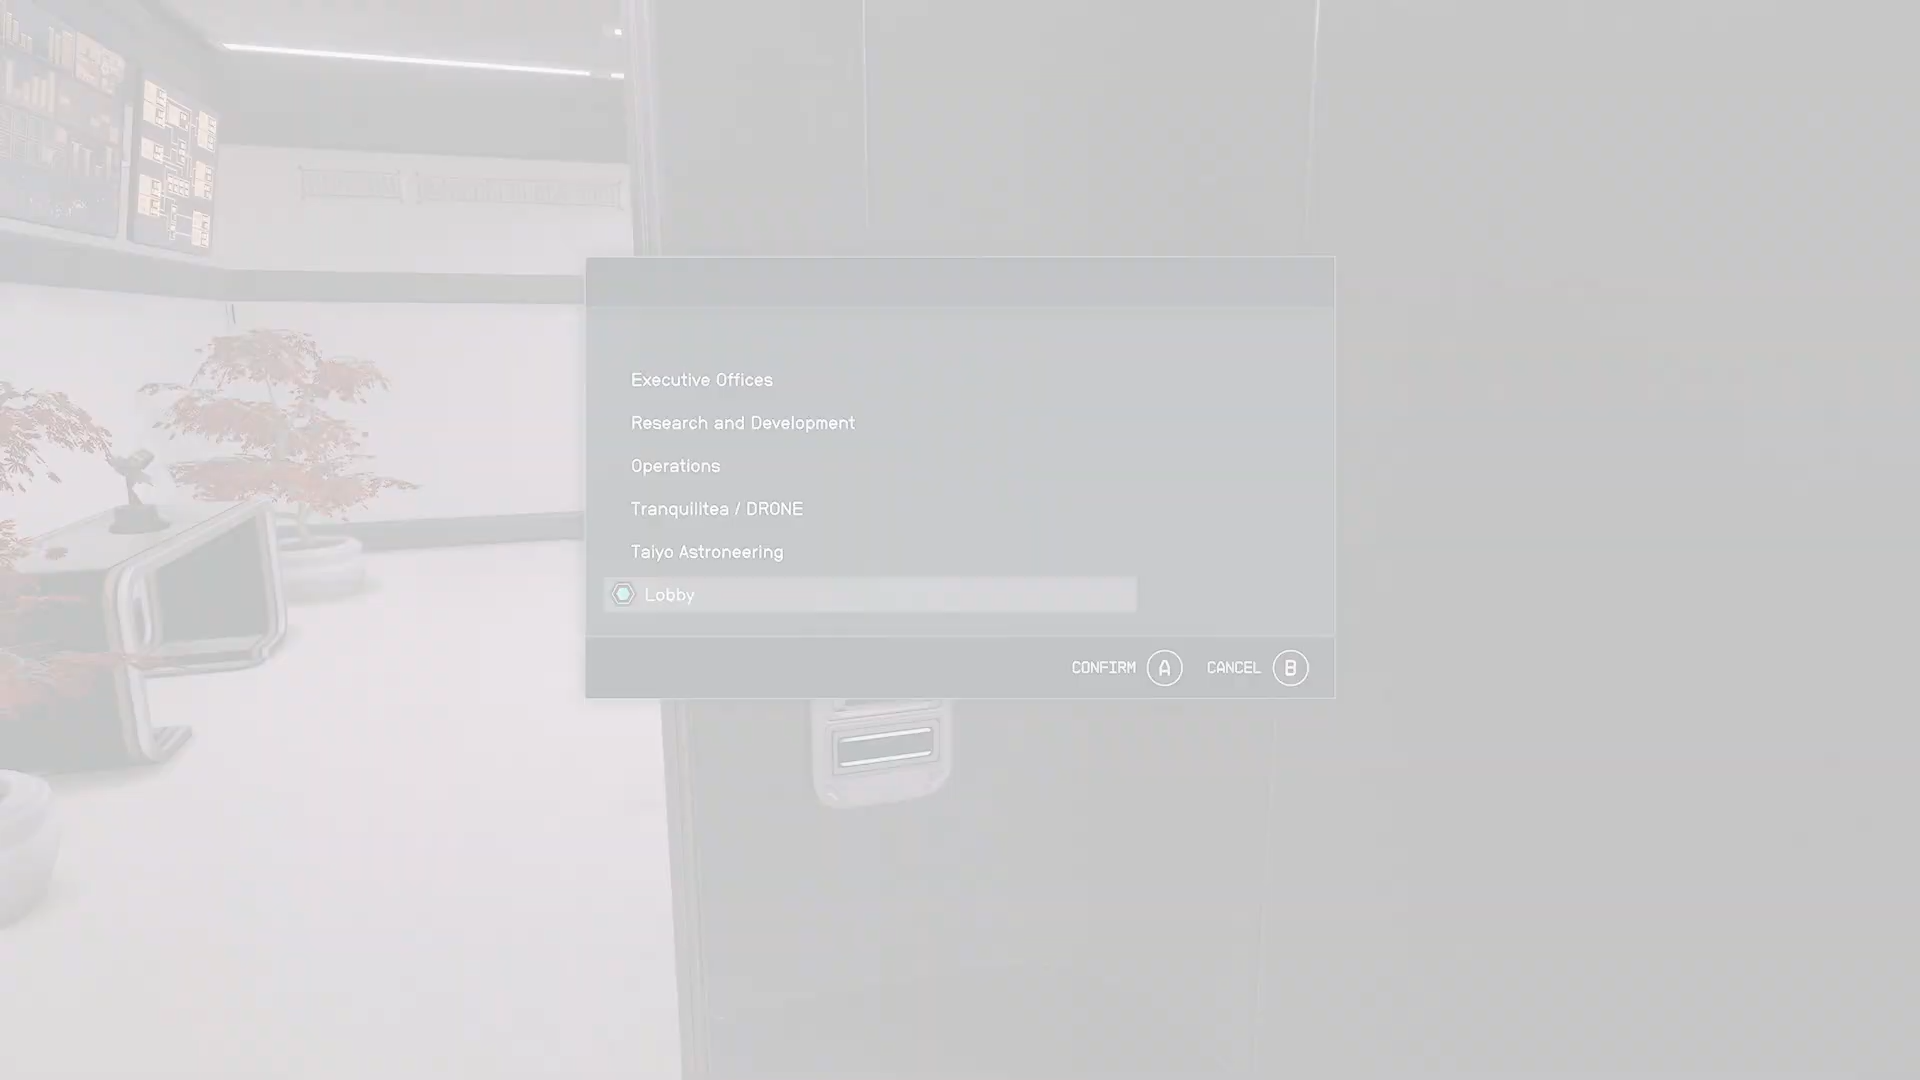 Executive Offices
Research and Development
Operations
Tranquilitea / DRONE
Taiyo Astroneering
Lobby
CONFIRM A CANCEL B